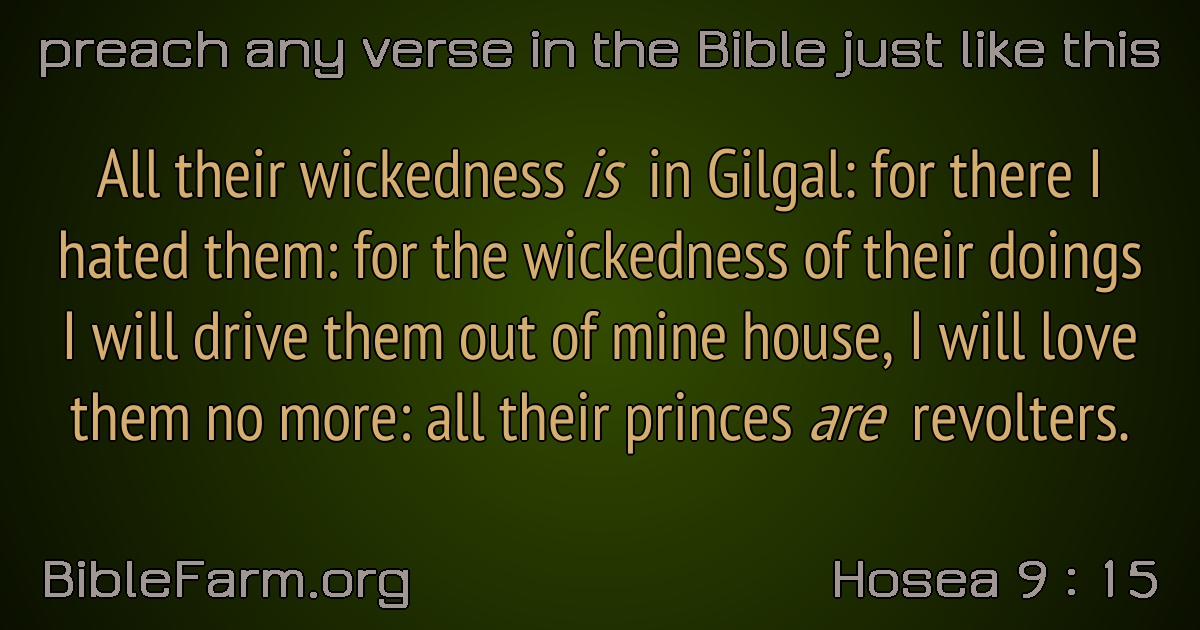 preach any verse in the Bible just like this
All their wickedness is in Gilgal: for there I
hated them: for the wickedness of their doings
I will drive them out of mine house, I will love
them no more: all their princes are revolters.
BibleFarm.org
Hosea 9 : 15